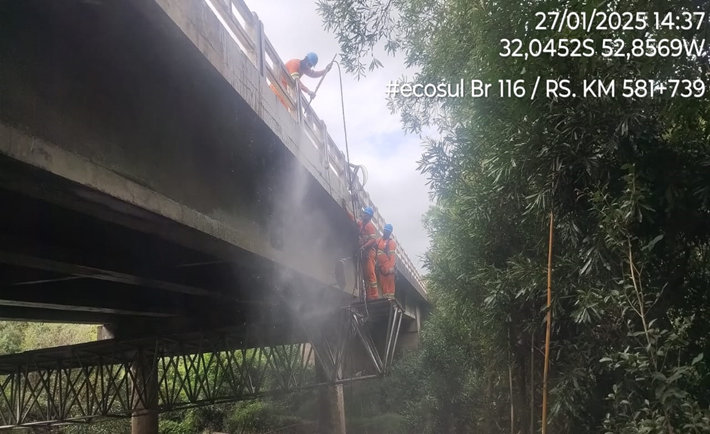 27/01/2025 14:37
32,0452S 52,8569W
#ecosul Br 116 / RS. KM 581+739